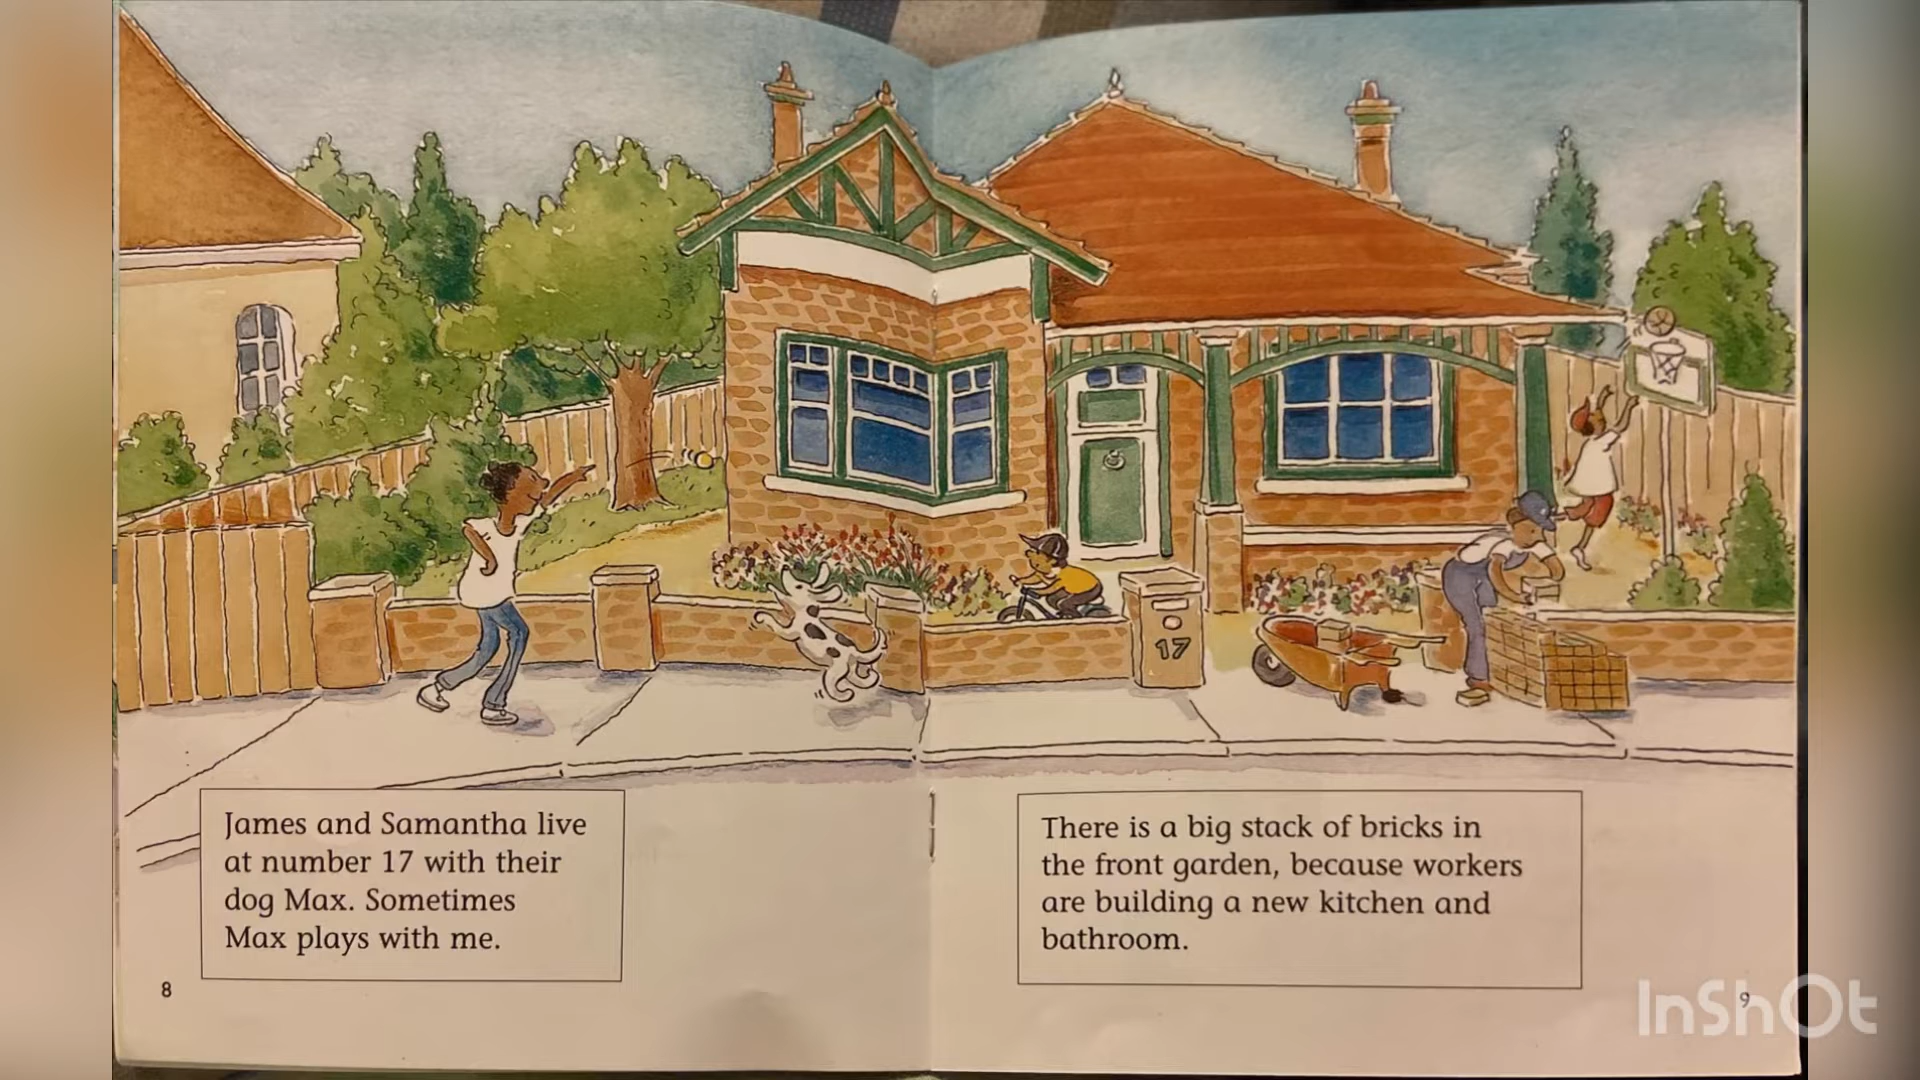 17
James and Samantha live
at number 17 with their
dog Max. Sometimes
Max plays with me.
8
There is a big stack of bricks in
the front garden, because workers
are building a new kitchen and
bathroom.
9
InShOt